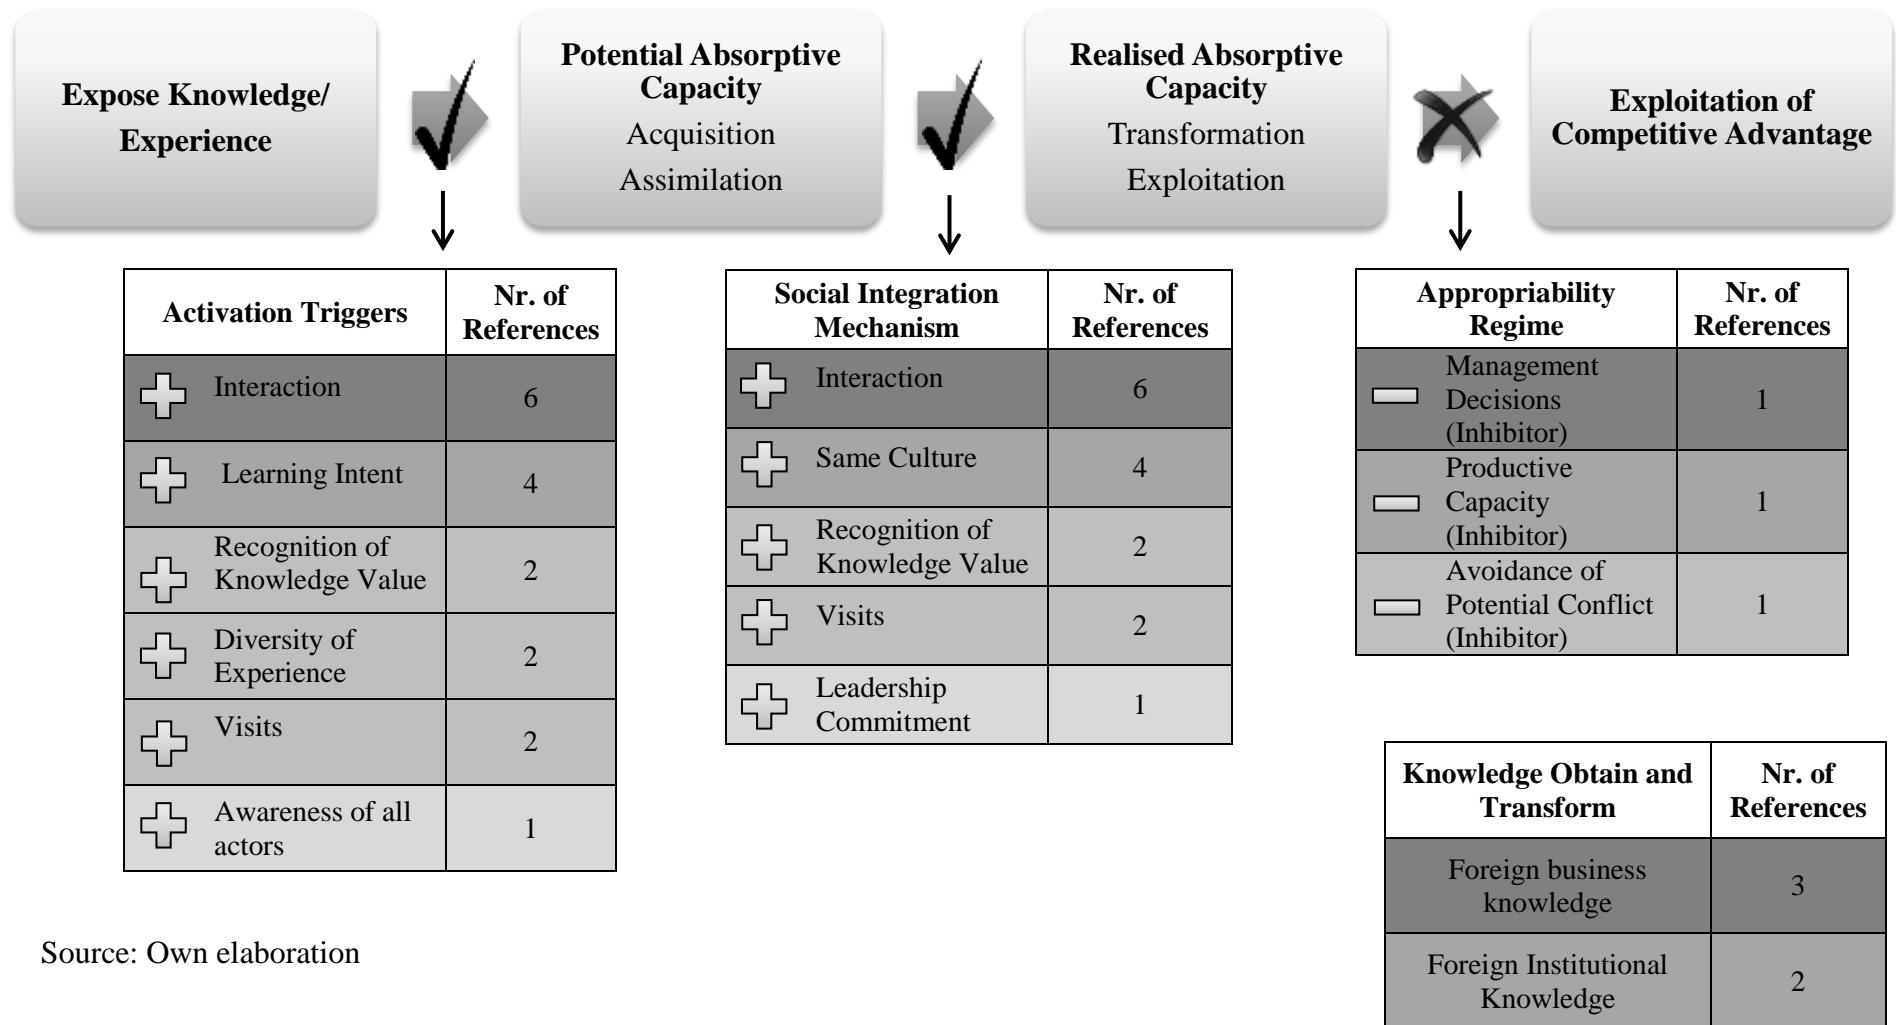 Expose Knowledge/
Experience
Potential Absorptive
Capacity
Acquisition
Assimilation
Realised Absorptive
Capacity
Transformation
Exploitation
Exploitation of
Competitive Advantage
Activation Triggers
Nr. of
References
Interaction
6
Learning Intent
4
Recognition of
Knowledge Value
2
Diversity of
Experience
2
Visits
2
Awareness of all
actors
1
Social Integration
Mechanism
Nr. of
References
Interaction
6
Same Culture
4
Recognition of
Knowledge Value
2
Visits
2
Leadership
Commitment
1
Appropriability
Regime
Nr. of
References
Management
Decisions
(Inhibitor)
1
Productive
Capacity
(Inhibitor)
1
Avoidance of
Potential Conflict
(Inhibitor)
1
Knowledge Obtain and
Transform
Nr. of
References
Foreign business
knowledge
3
Foreign Institutional
Knowledge
2
Source: Own elaboration